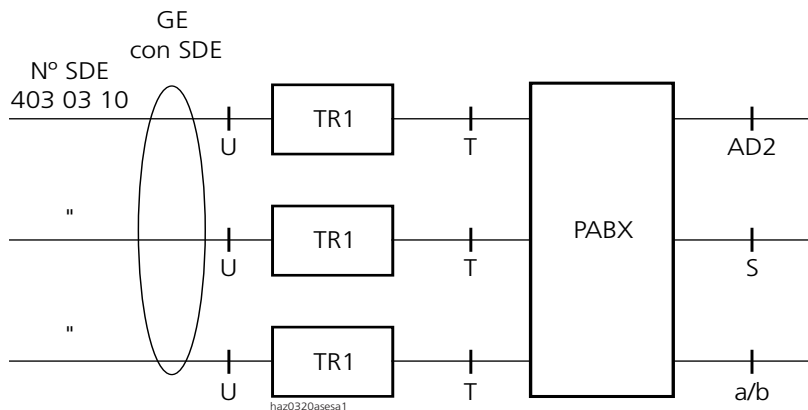 GE
con SDE
Nº SDE
403 03 10
TR1
U
T
AD2
"
TR1
PABX
U
T
S
"
TR1
U
T
a/b
haz0320asesa1